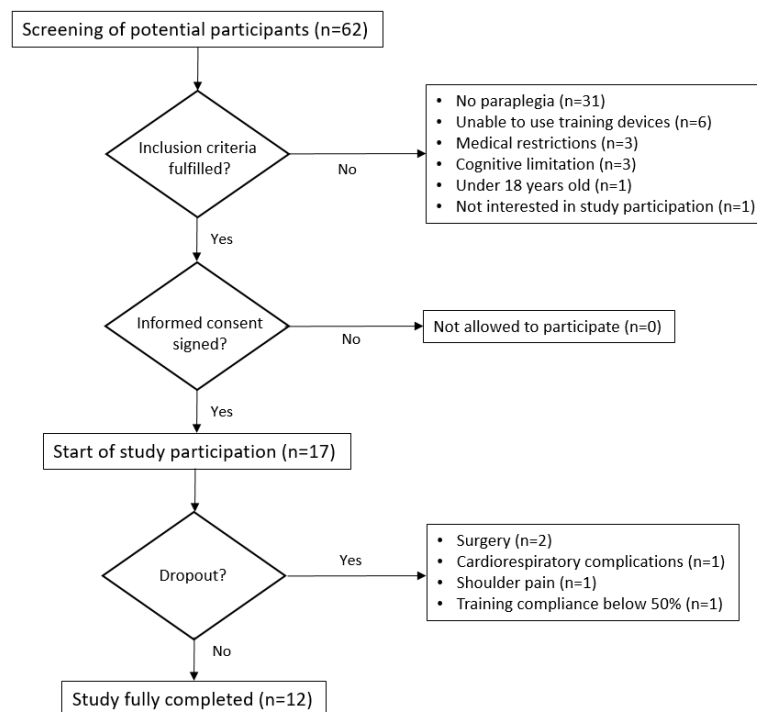 Screening of potential participants (n=62)
Inclusion criteria
fulfilled?
No
• No paraplegia (n=31)
• Unable to use training devices (n=6)
• Medical restrictions (n=3)
• Cognitive limitation (n=3)
• Under 18 years old (n=1)
• Not interested in study participation (n=1)
Yes
Informed consent
signed?
No
Not allowed to participate (n=0)
Yes
Start of study participation (n=17)
Dropout?
Yes
• Surgery (n=2)
• Cardiorespiratory complications (n=1)
• Shoulder pain (n=1)
• Training compliance below 50% (n=1)
No
Study fully completed (n=12)